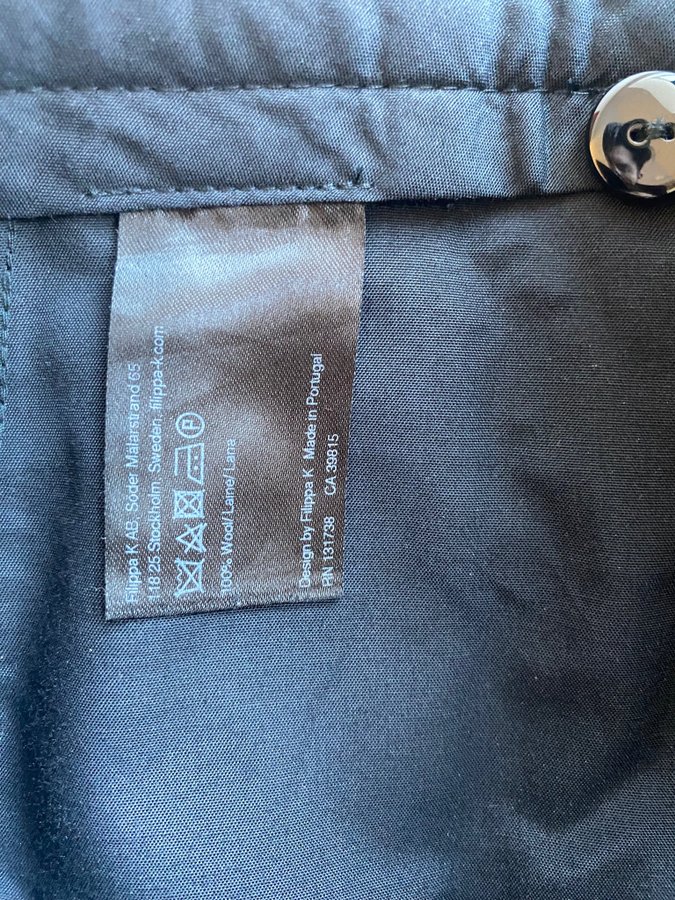 Filippa K AB. Söder Mälarstrand 65
118 25 Stockholm. Sweden. filippa-k.com
100% Wool/ Laine/ Lana
Design by Filippa K Made in Portugal
RN 131738 CA 39815